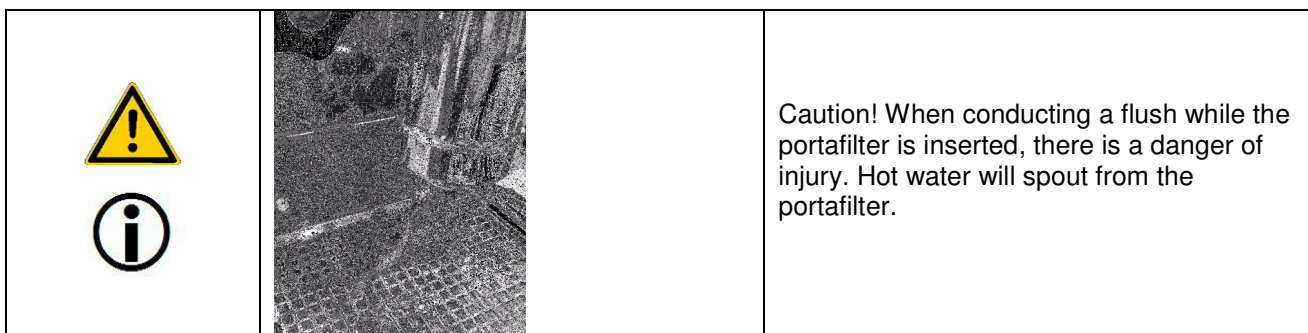 Caution! When conducting a flush while the
portafilter is inserted, there is a danger of
injury. Hot water will spout from the
portafilter.